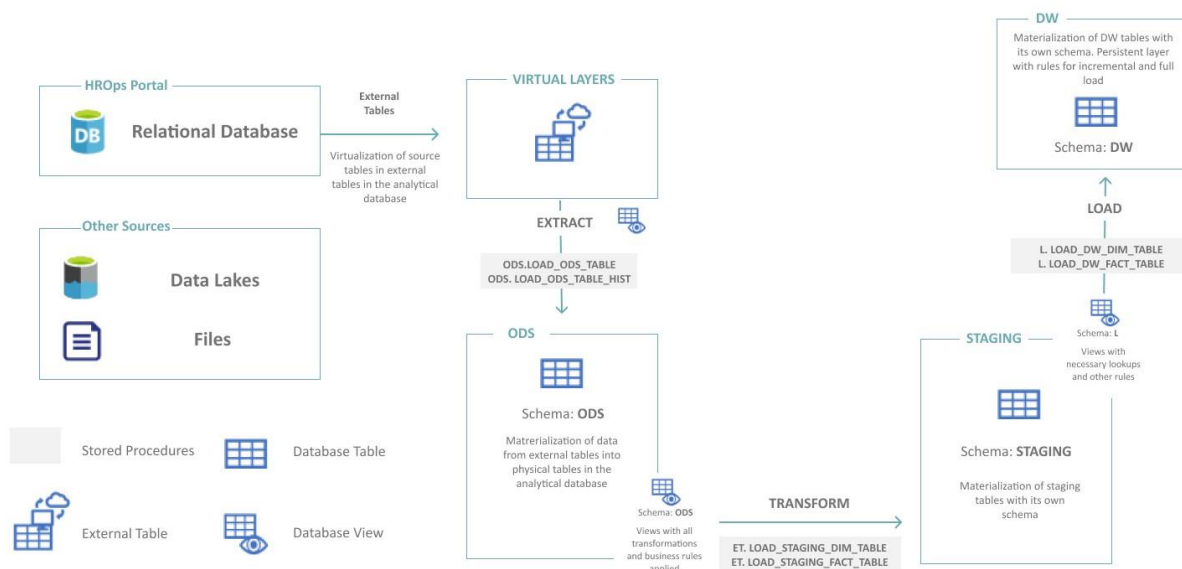 HROps Portal
DB
Relational Database
External
Tables
Virtualization of source
tables in external
tables in the analytical
database
VIRTUAL LAYERS
EXTRACT
ODS.LOAD_ODS_TABLE
ODS. LOAD_ODS_TABLE_HIST
Other Sources
Data Lakes
Files
ODS
Schema: ODS
Matrerialization of data
from external tables into
physical tables in the
analytical database
Schema: ODS
Views with all
transformations
and business rules
applied
TRANSFORM
ET. LOAD_STAGING_DIM_TABLE
ET. LOAD_STAGING_FACT_TABLE
STAGING
Schema: STAGING
Materialization of staging
tables with its own
schema
Schema: L
Views with
necessary lookups
and other rules
L. LOAD_DW_DIM_TABLE
L. LOAD_DW_FACT_TABLE
LOAD
DW
Materialization of DW tables with
its own schema. Persistent layer
with rules for incremental and full
load
Schema: DW
Stored Procedures
Database Table
External Table
Database View